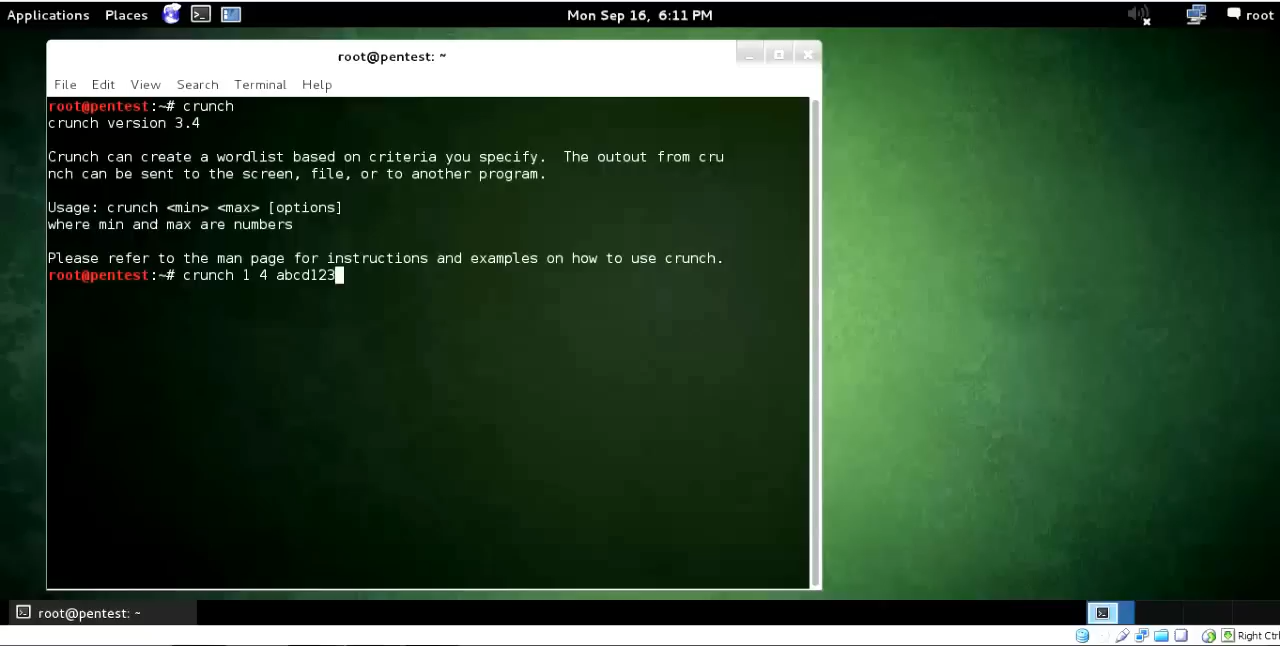 Applications Places Mon Sep 16, 6:11 PM root
root@pentest: ~
File Edit View Search Terminal Help
root@pentest:~# crunch
crunch version 3.4
Crunch can create a wordlist based on criteria you specify. The outout from cru
nch can be sent to the screen, file, or to another program.
Usage: crunch <min> <max> [options]
where min and max are numbers
Please refer to the man page for instructions and examples on how to use crunch.
root@pentest:~# crunch 1 4 abcd123
root@pentest: ~
Right Ctrl